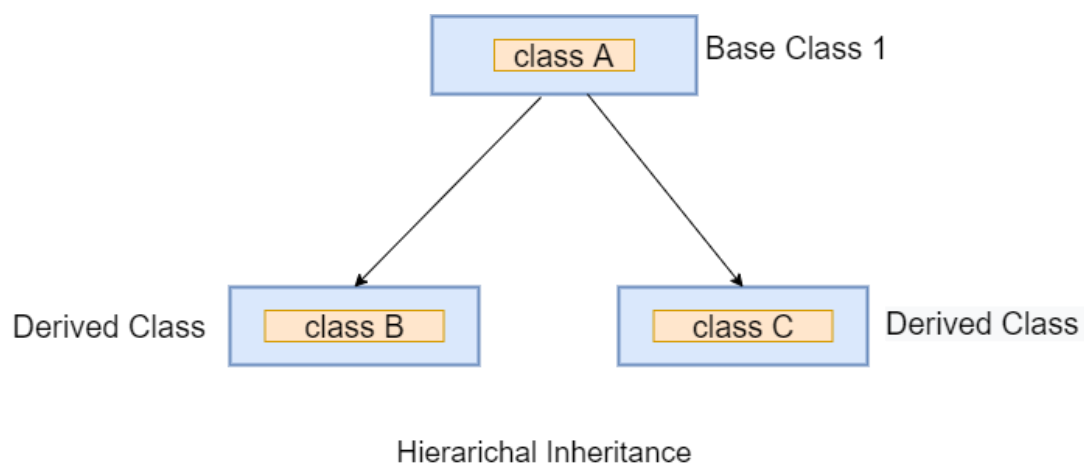 class A
Base Class 1
Derived Class
class B
class C
Derived Class
Hierarichal Inheritance